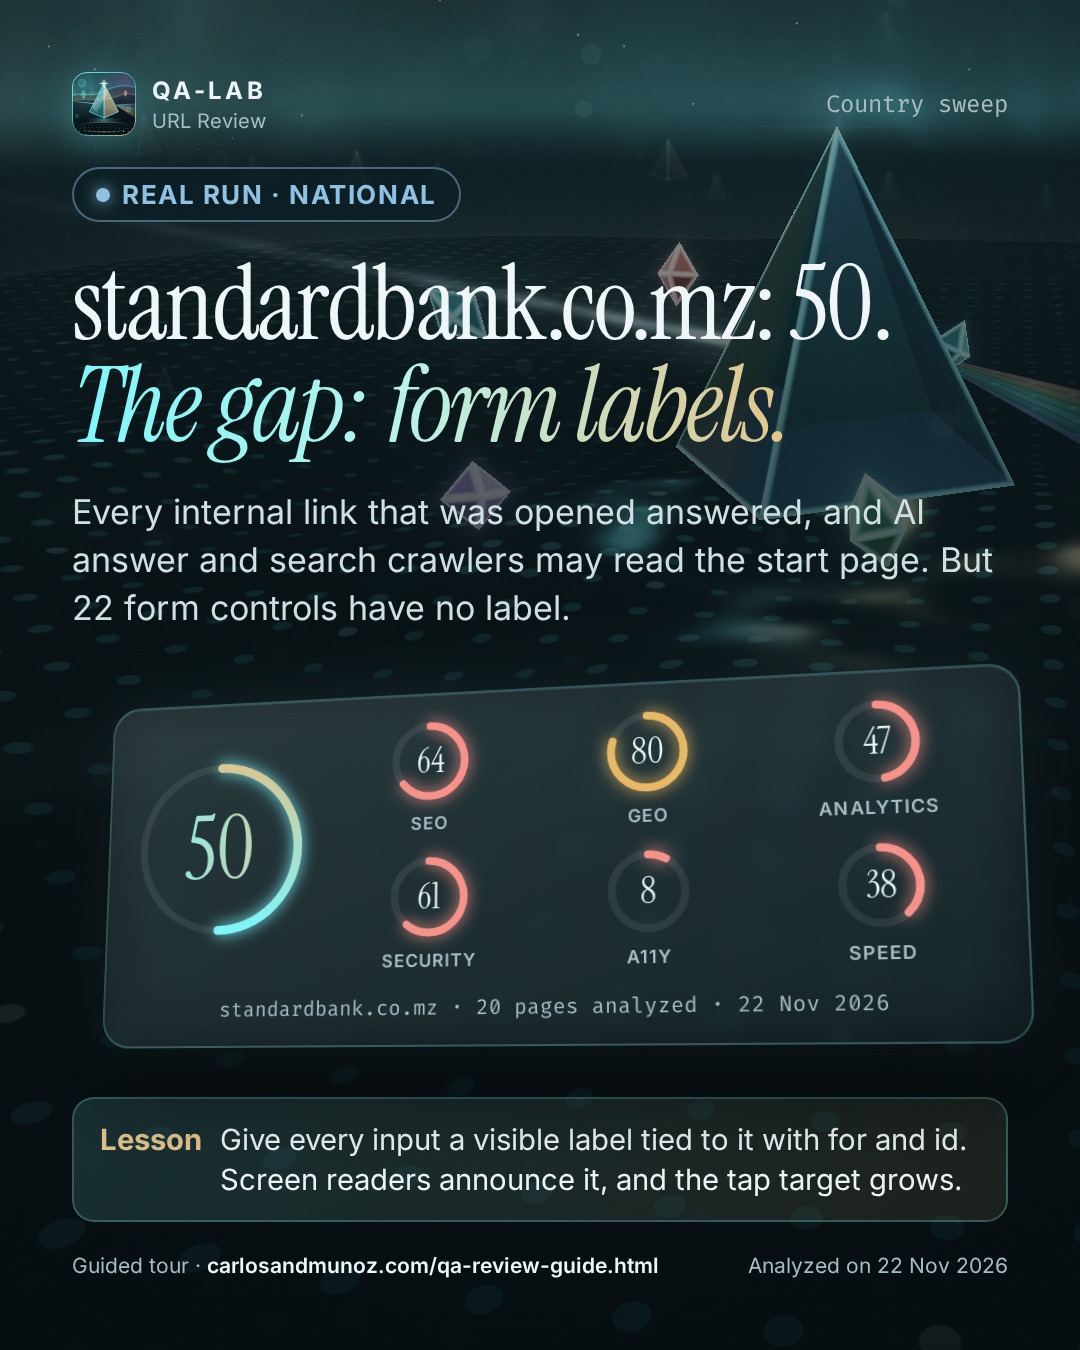 QA-LAB
URL Review
Country sweep
REAL RUN · NATIONAL
standardbank.co.mz: 50.
The gap: form labels.
Every internal link that was opened answered, and AI
answer and search crawlers may read the start page. But
22 form controls have no label.
50
64
SEO
80
GEO
47
ANALYTICS
61
SECURITY
8
A11Y
38
SPEED
standardbank.co.mz · 20 pages analyzed · 22 Nov 2026
Lesson Give every input a visible label tied to it with for and id.
Screen readers announce it, and the tap target grows.
Guided tour · carlosandmunoz.com/qa-review-guide.html
Analyzed on 22 Nov 2026